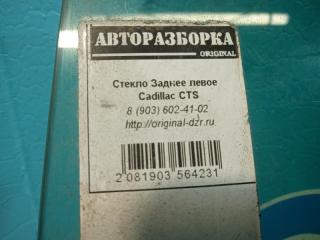 АВТОРАЗБОРКА
ORIGINAL
Стекло Заднее левое
Cadillac CTS
8 (903) 602-41-02
http://original-dzr.ru
2 081903 564231